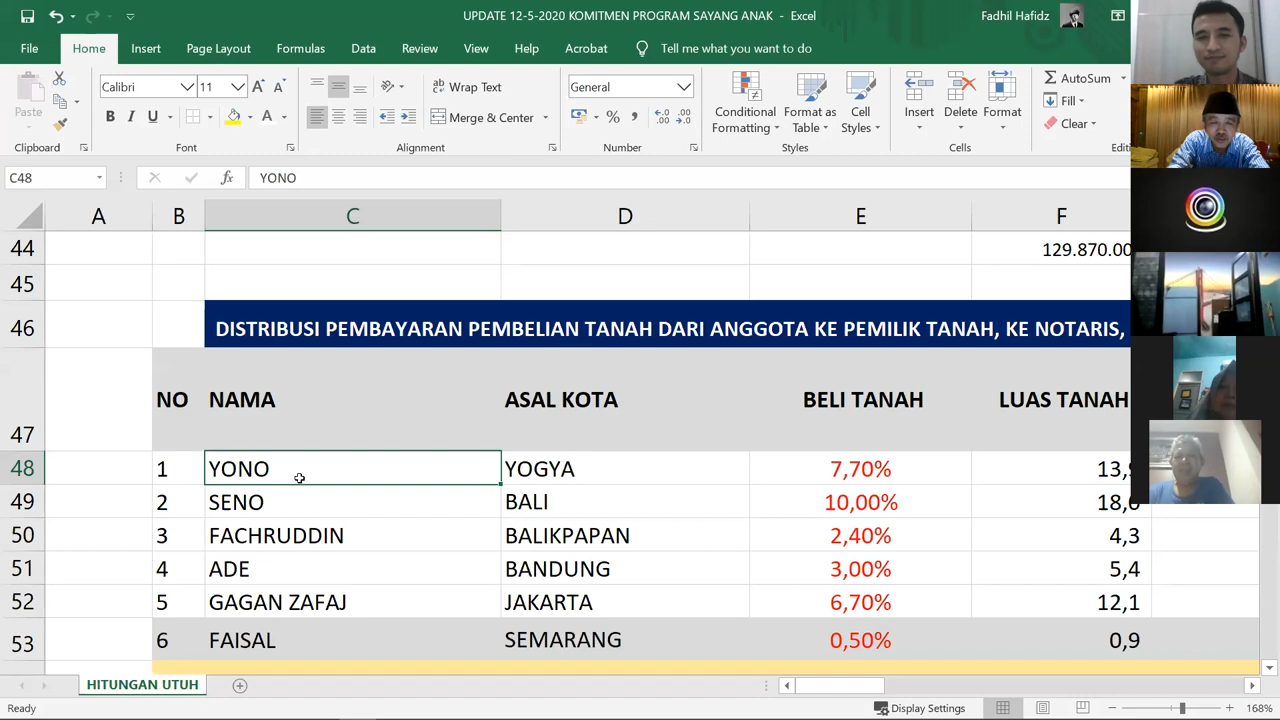 UPDATE 12-5-2020 KOMITMEN PROGRAM SAYANG ANAK - Excel
Fadhil Hafidz
File Home Insert Page Layout Formulas Data Review View Help Acrobat Tell me what you want to do
Paste
Calibri 11
B I U
Wrap Text
Merge & Center
General
%
Conditional Formatting
Format as Table
Cell Styles
Insert
Delete
Format
AutoSum
Fill
Clear
Clipboard Font Alignment Number Styles Cells
C48 fx YONO
A B C D E F
44 129.870.00
45
46 DISTRIBUSI PEMBAYARAN PEMBELIAN TANAH DARI ANGGOTA KE PEMILIK TANAH, KE NOTARIS,
47 NO NAMA ASAL KOTA BELI TANAH LUAS TANAH
48 1 YONO YOGYA 7,70% 13,9
49 2 SENO BALI 10,00% 18,0
50 3 FACHRUDDIN BALIKPAPAN 2,40% 4,3
51 4 ADE BANDUNG 3,00% 5,4
52 5 GAGAN ZAFAJ JAKARTA 6,70% 12,1
53 6 FAISAL SEMARANG 0,50% 0,9
HITUNGAN UTUH
Ready Display Settings 168%